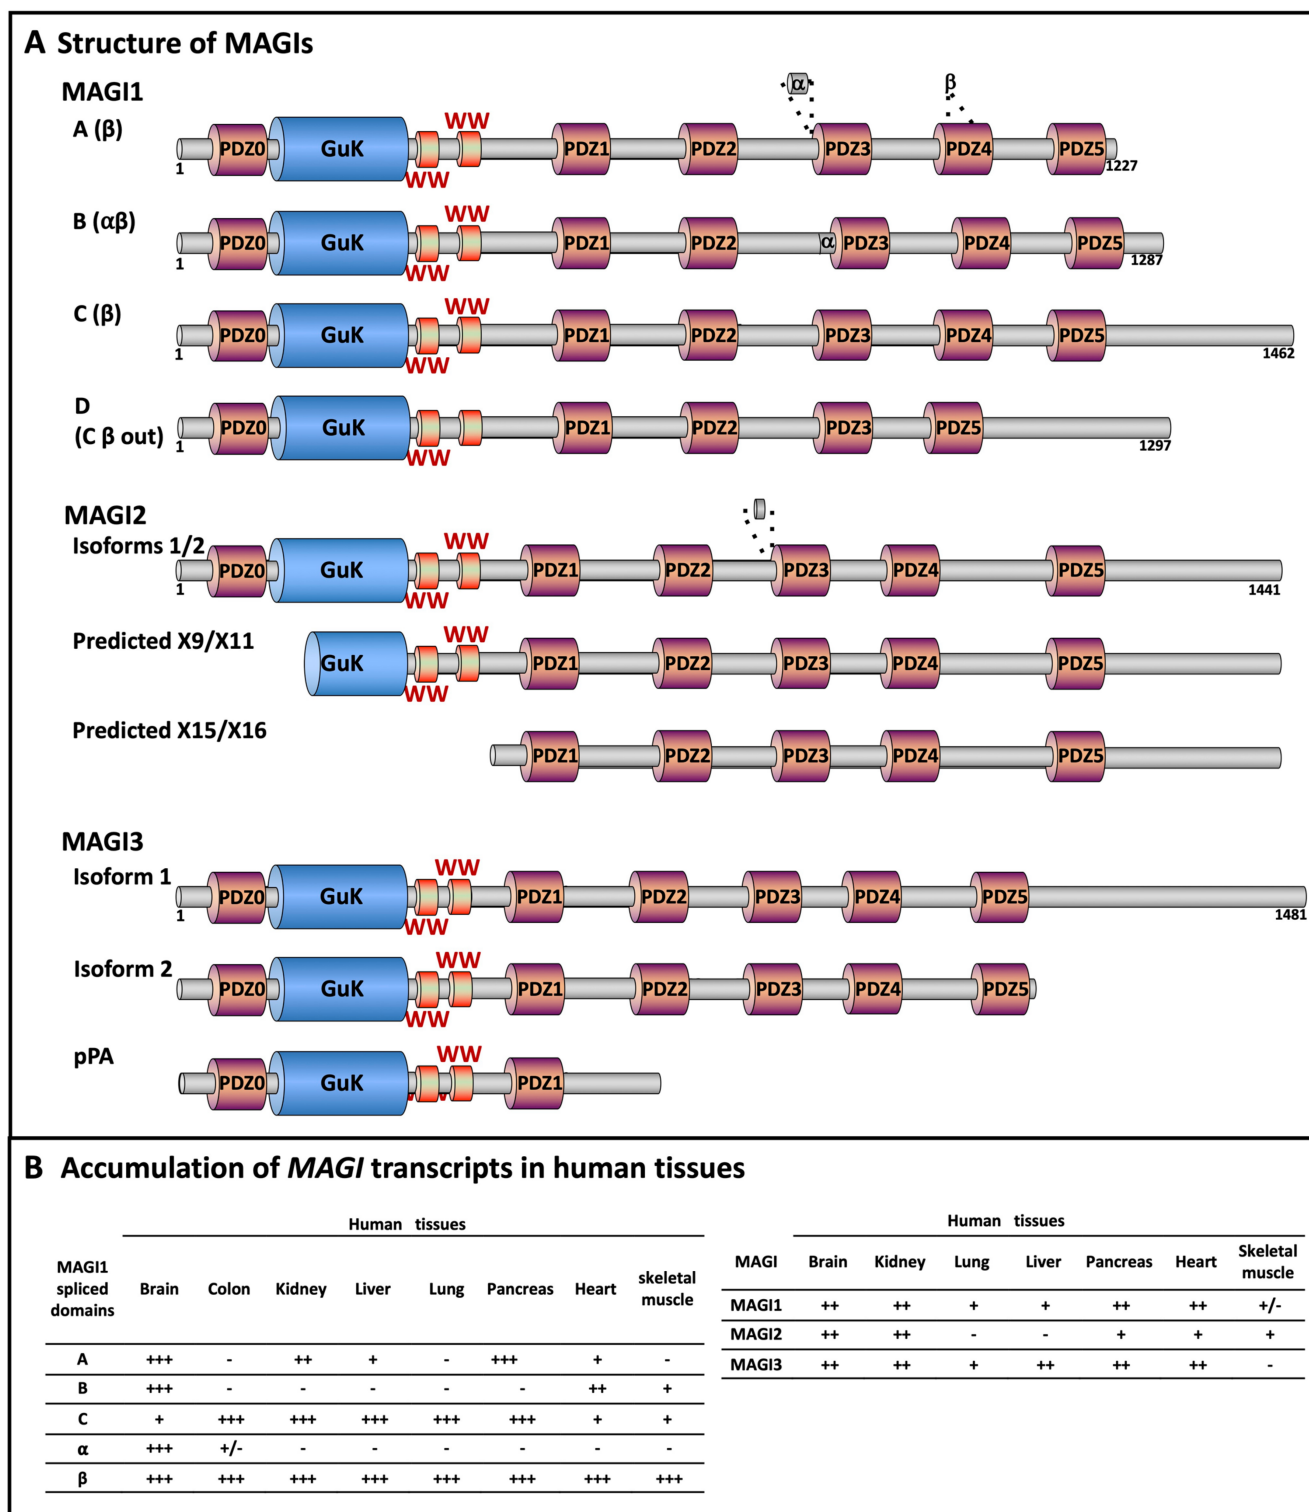 A Structure of MAGIs
MAGI1
α β
A (β)
WW
PDZ0 GuK PDZ1 PDZ2 PDZ3 PDZ4 PDZ5
1 WW 1227
B (αβ)
WW
PDZ0 GuK PDZ1 PDZ2 α PDZ3 PDZ4 PDZ5
1 WW 1287
C (β)
WW
PDZ0 GuK PDZ1 PDZ2 PDZ3 PDZ4 PDZ5
1 WW 1462
D
(C β out)
WW
PDZ0 GuK PDZ1 PDZ2 PDZ3 PDZ5
1 WW 1297
MAGI2
Isoforms 1/2
WW
PDZ0 GuK PDZ1 PDZ2 PDZ3 PDZ4 PDZ5
1 WW 1441
Predicted X9/X11
WW
GuK PDZ1 PDZ2 PDZ3 PDZ4 PDZ5
WW
Predicted X15/X16
PDZ1 PDZ2 PDZ3 PDZ4 PDZ5
MAGI3
Isoform 1
WW
PDZ0 GuK PDZ1 PDZ2 PDZ3 PDZ4 PDZ5
1 WW 1481
Isoform 2
WW
PDZ0 GuK PDZ1 PDZ2 PDZ3 PDZ4 PDZ5
WW
pPA
WW
PDZ0 GuK PDZ1
B Accumulation of MAGI transcripts in human tissues
Human tissues
MAGI1 spliced domains Brain Colon Kidney Liver Lung Pancreas Heart skeletal muscle
A +++ - ++ + - +++ + -
B +++ - - - - - ++ +
C + +++ +++ +++ +++ +++ + +
α +++ +/- - - - - - -
β +++ +++ +++ +++ +++ +++ +++ +++
Human tissues
MAGI Brain Kidney Lung Liver Pancreas Heart Skeletal muscle
MAGI1 ++ ++ + + ++ ++ +/-
MAGI2 ++ ++ - - + + +
MAGI3 ++ ++ + ++ ++ ++ -